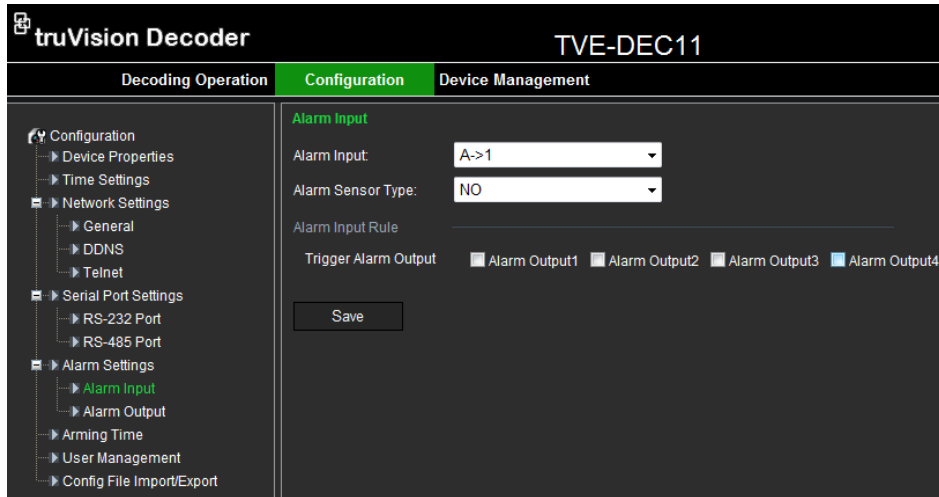 truVision Decoder
TVE-DEC11
Decoding Operation Configuration Device Management
Configuration
Device Properties
Time Settings
Network Settings
General
DDNS
Telnet
Serial Port Settings
RS-232 Port
RS-485 Port
Alarm Settings
Alarm Input
Alarm Output
Arming Time
User Management
Config File Import/Export
Alarm Input
Alarm Input: A->1
Alarm Sensor Type: NO
Alarm Input Rule
Trigger Alarm Output Alarm Output1 Alarm Output2 Alarm Output3 Alarm Output4
Save